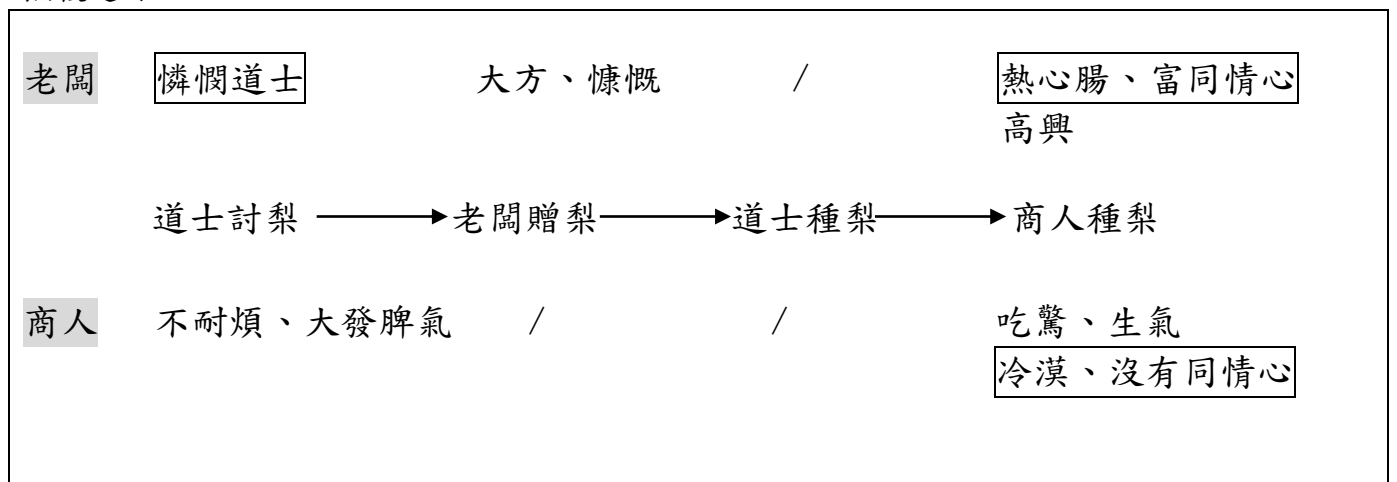 老闆 憐憫道士 大方、慷慨 / 熱心腸、富同情心
高興
道士討梨 老闆贈梨 道士種梨 商人種梨
商人 不耐煩、大發脾氣 / / 吃驚、生氣
冷漠、沒有同情心